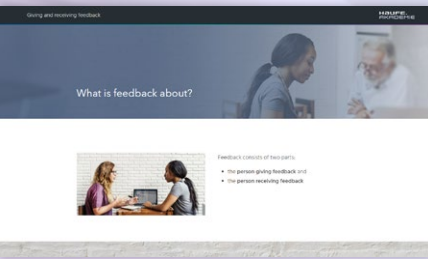 Giving and receiving feedback
HAUFE.
AKADEMIE
What is feedback about?
Feedback consists of two parts:
the person giving feedback and
the person receiving feedback